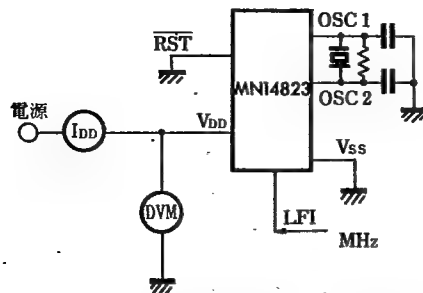 OSC 1
RST
MN14823
OSC 2
電源
IDD
VDD
VSS
DVM
LFI
MHz